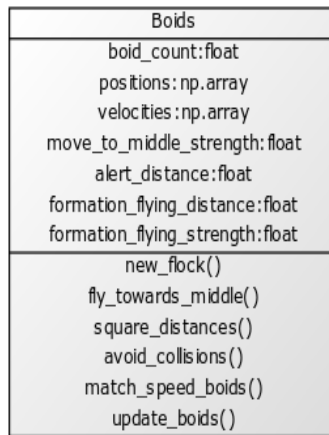 Boids
boid_count:float
positions:np.array
velocities:np.array
move_to_middle_strength:float
alert_distance:float
formation_flying_distance:float
formation_flying_strength:float
new_flock()
fly_towards_middle()
square_distances()
avoid_collisions()
match_speed_boids()
update_boids()